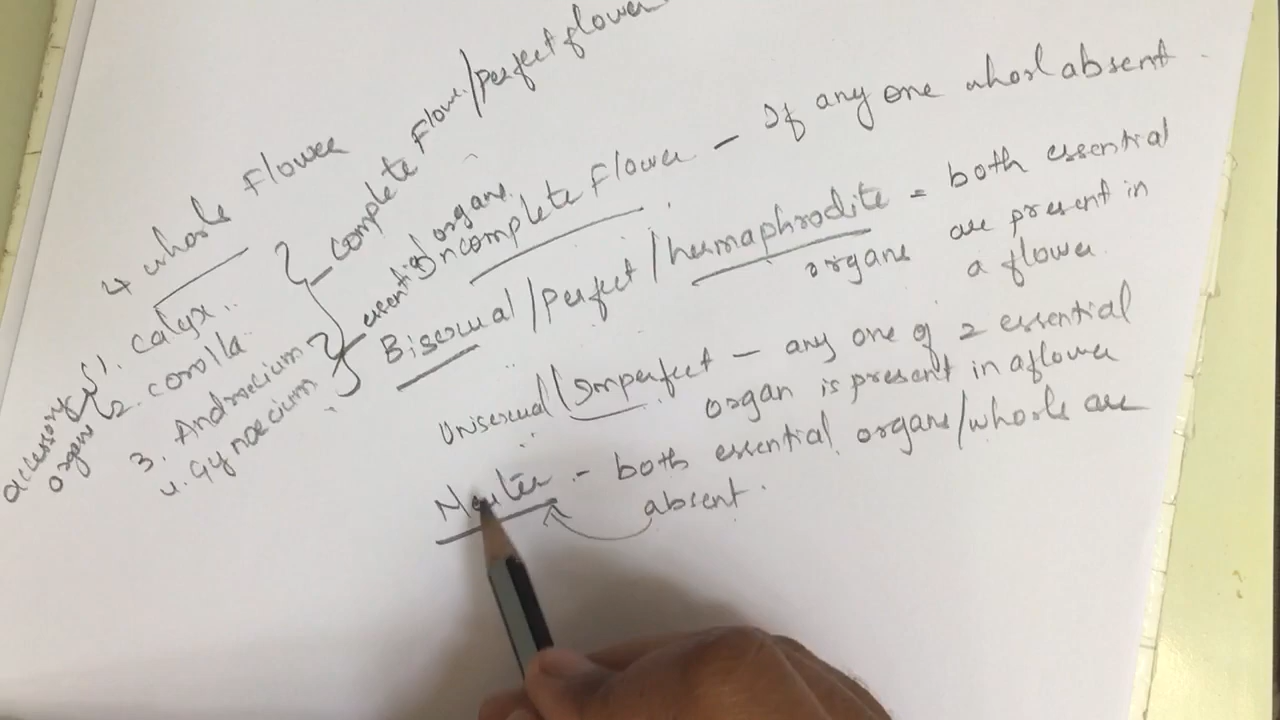 4 whorls Flower
1. Calyx..
2. corolla..
3. Androecium
4. Gynoecium
accessory organs
essential organs.
Complete Flower/perfect flower
Incomplete Flower - If any one whorl absent
Bisexual/perfect/hermaphrodite = both essential
organs are present in
a flower
Unisexual/Imperfect - any one of 2 essential
organ is present in a flower
Neuter - both essential organs/whorls are
absent.